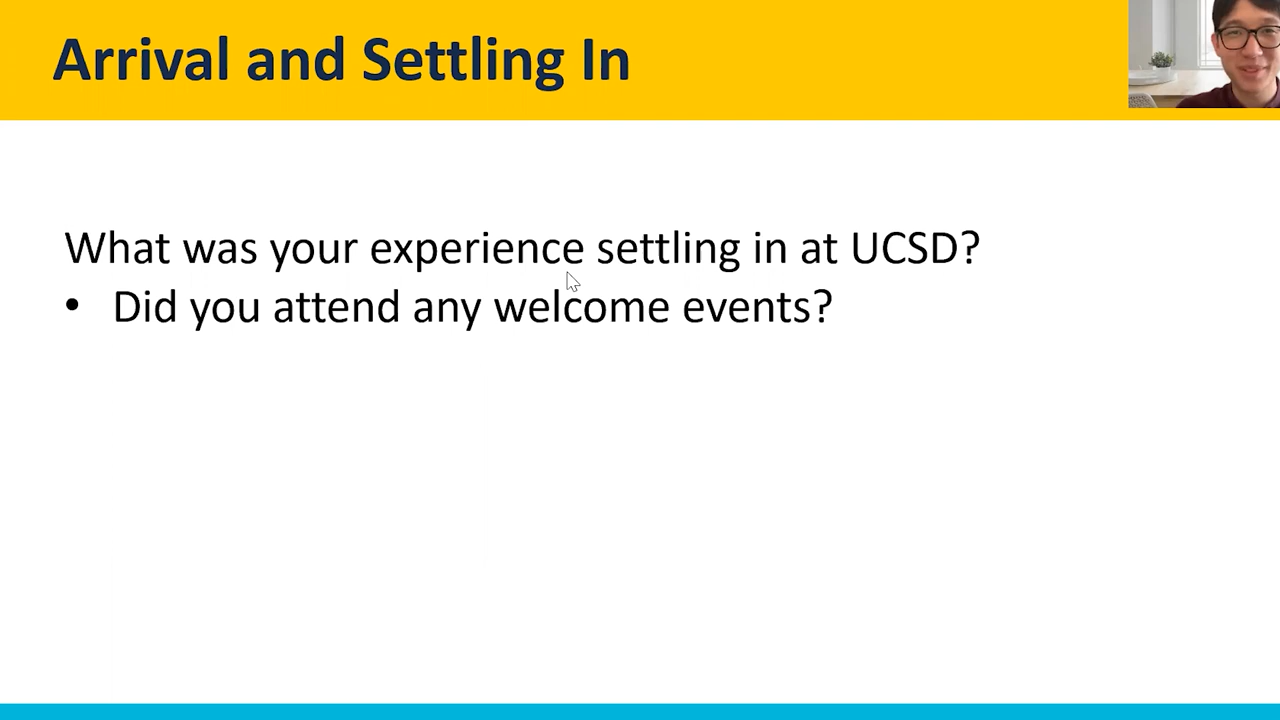 Arrival and Settling In
What was your experience settling in at UCSD?
• Did you attend any welcome events?